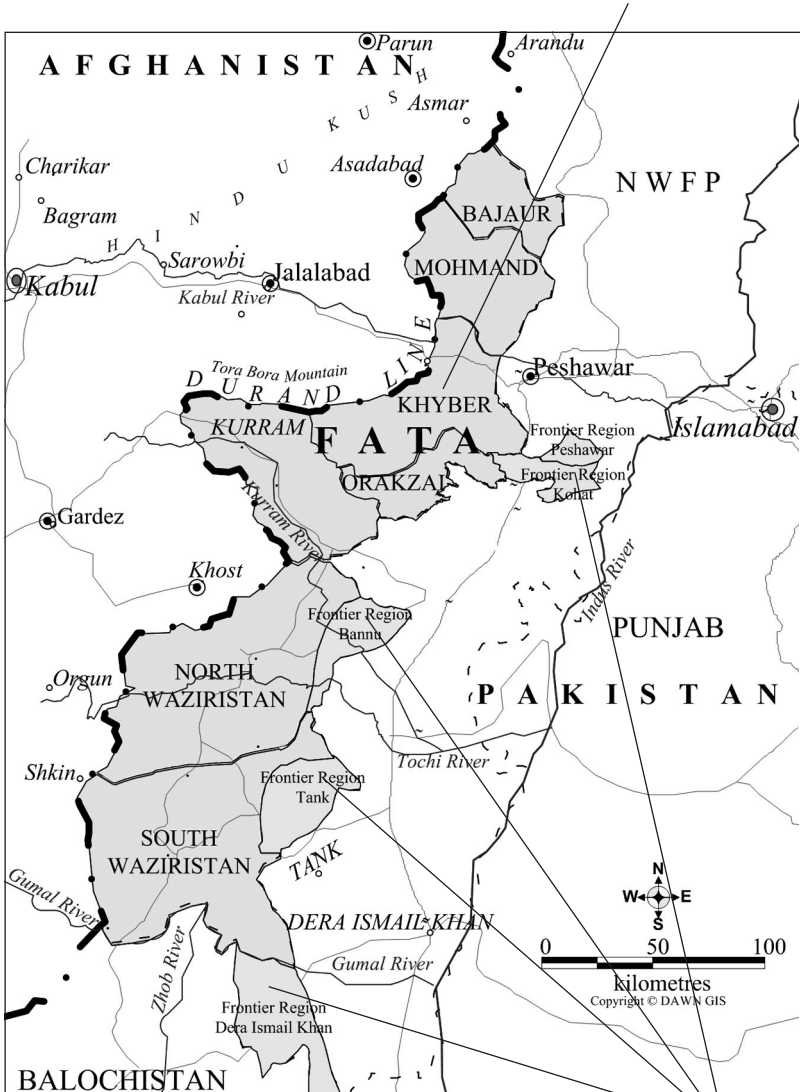 Parun
Arandu
AFGHANISTAN
HINDU KUSH
Asmar
Charikar
Asadabad
NWFP
Bagram
BAJAUR
Sarowbi
Jalalabad
MOHMAND
Kabul
Kabul River
DURAND LINE
Tora Bora Mountain
Peshawar
KHYBER
Islamabad
KURRAM
FATA
Frontier Region
Peshawar
ORAKZAI
Frontier Region
Kohat
Kurram River
Gardez
Khost
Indus River
Frontier Region
Bannu
PUNJAB
Orgun
NORTH
WAZIRISTAN
PAKISTAN
Tochi River
Shkin
Frontier Region
Tank
SOUTH
WAZIRISTAN
TANK
Gumal River
N
W E
S
DERA ISMAIL KHAN
0 50 100
kilometres
Copyright © DAWN GIS
Zhob River
Gumal River
Frontier Region
Dera Ismail Khan
BALOCHISTAN